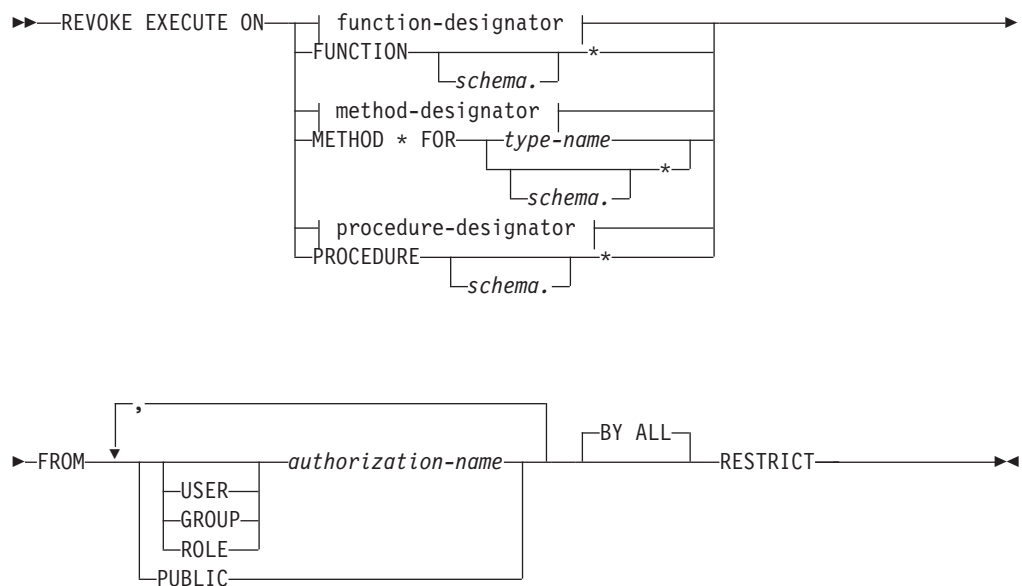 REVOKE EXECUTE ON function-designator
FUNCTION *
schema.
method-designator
METHOD * FOR type-name
*
schema.
procedure-designator
PROCEDURE *
schema.
,
BY ALL
FROM authorization-name RESTRICT
USER
GROUP
ROLE
PUBLIC